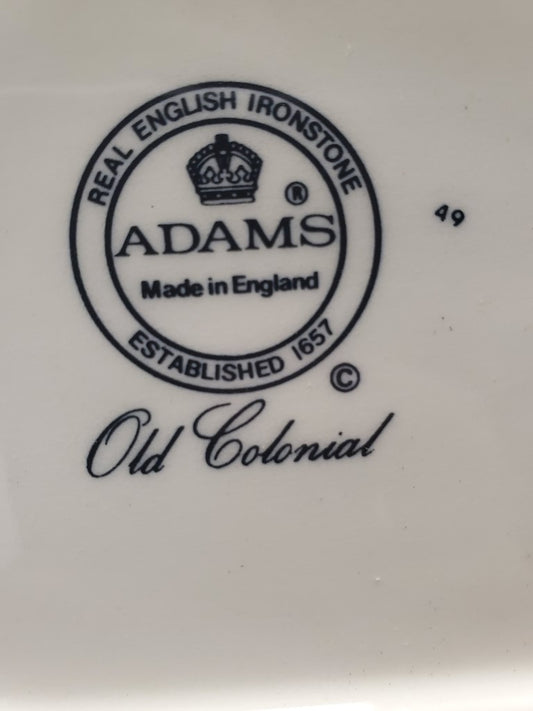 REAL ENGLISH IRONSTONE
®
ADAMS
Made in England
ESTABLISHED 1657
©
Old Colonial
49